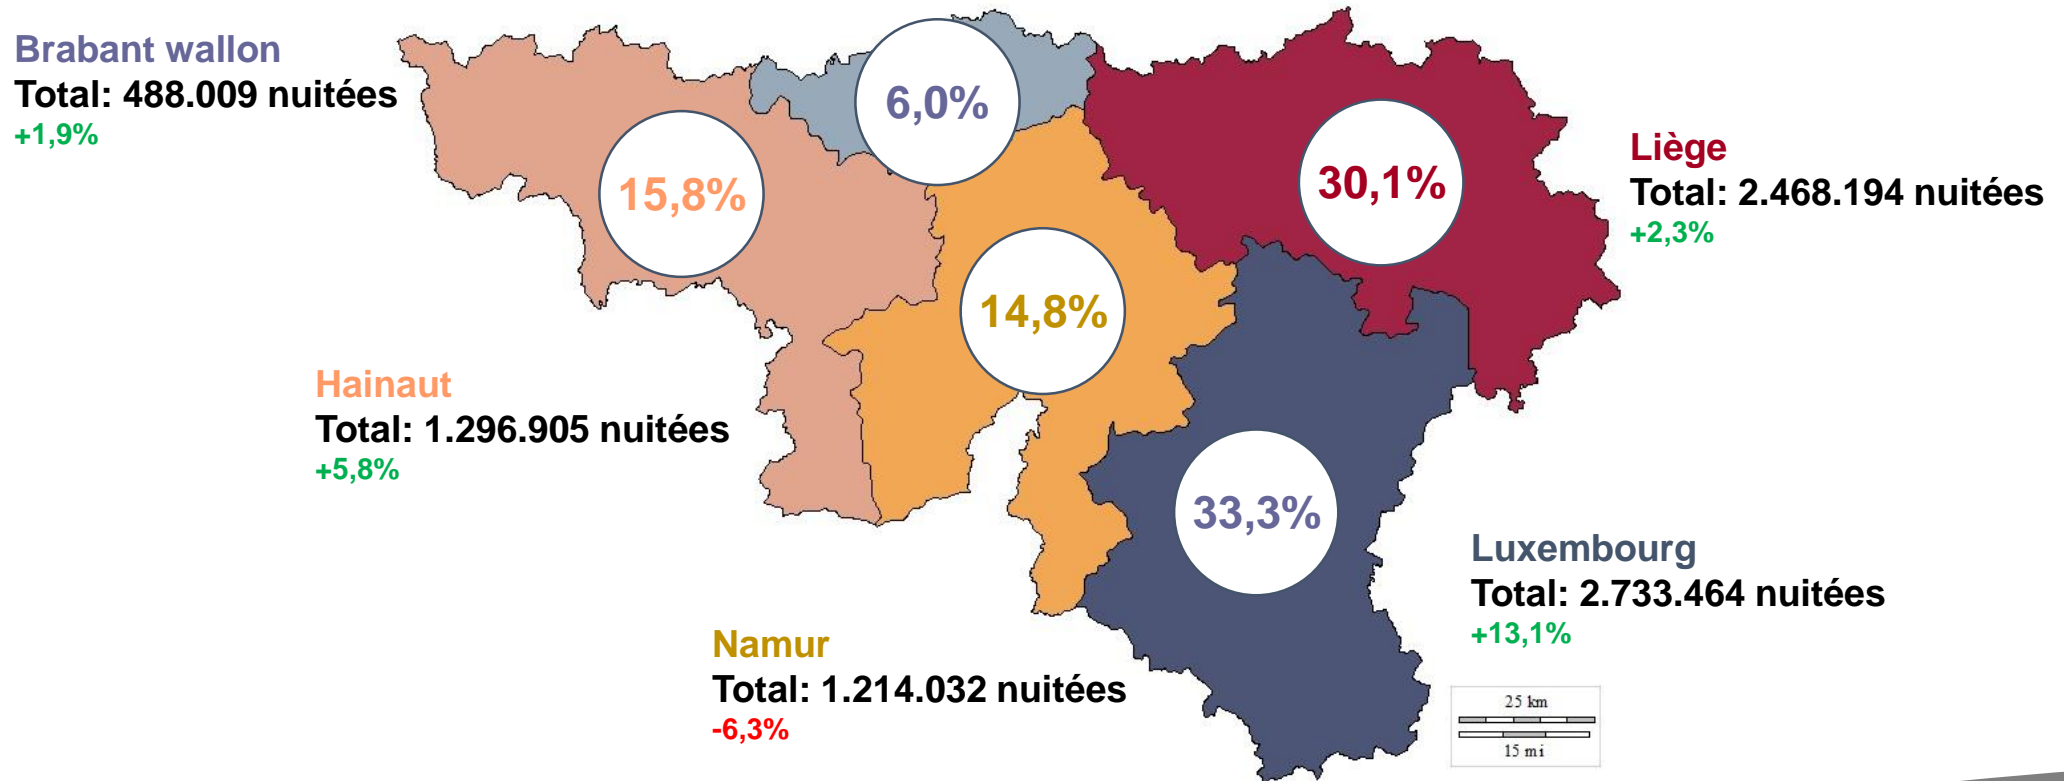 Brabant wallon
Total: 488.009 nuitées
+1,9%
6,0%
15,8%
30,1%
Liège
Total: 2.468.194 nuitées
+2,3%
14,8%
Hainaut
Total: 1.296.905 nuitées
+5,8%
33,3%
Luxembourg
Total: 2.733.464 nuitées
+13,1%
Namur
Total: 1.214.032 nuitées
-6,3%
25 km
15 mi